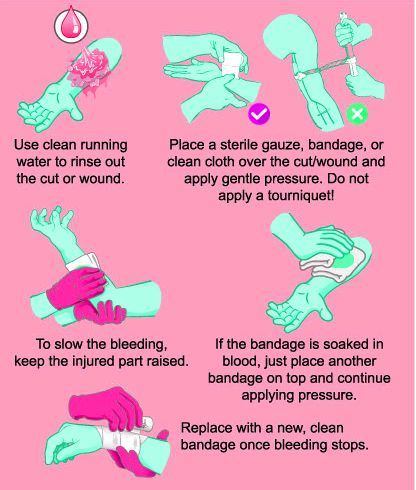 Use clean running
water to rinse out
the cut or wound.
Place a sterile gauze, bandage, or
clean cloth over the cut/wound and
apply gentle pressure. Do not
apply a tourniquet!
To slow the bleeding,
keep the injured part raised.
If the bandage is soaked in
blood, just place another
bandage on top and continue
applying pressure.
Replace with a new, clean
bandage once bleeding stops.